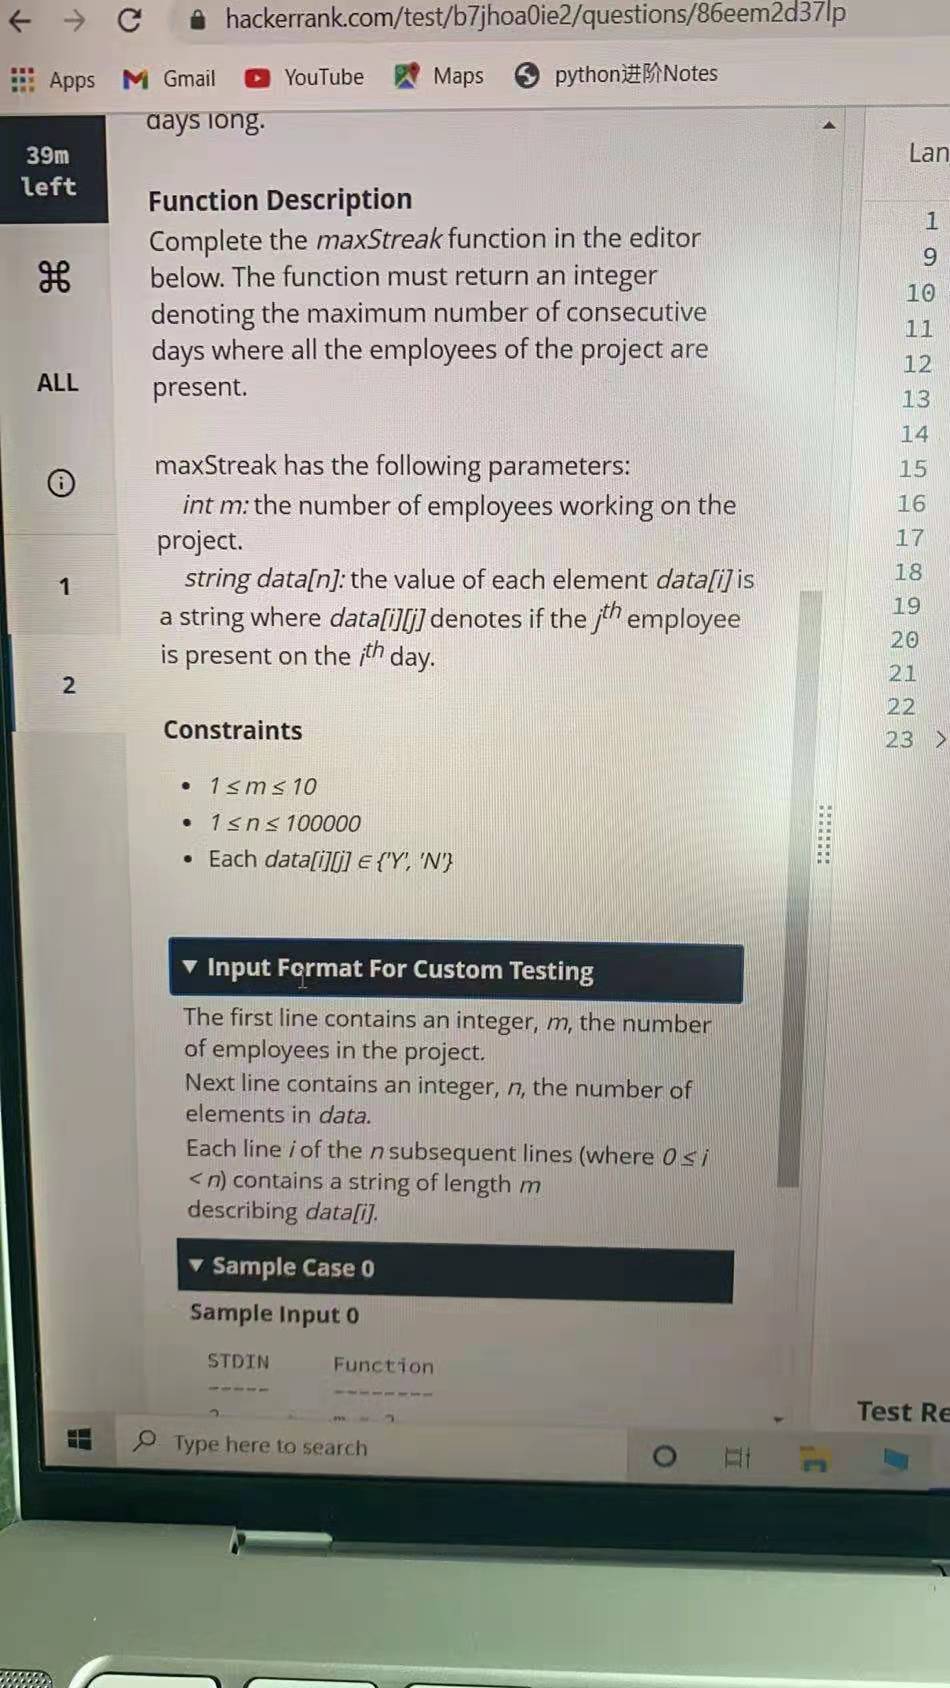 hackerrank.com/test/b7jhoa0ie2/questions/86eem2d37lp
Apps
Gmail
YouTube
Maps
python进阶Notes
39m
left
ALL
1
2
days long.
Function Description
Complete the maxStreak function in the editor
below. The function must return an integer
denoting the maximum number of consecutive
days where all the employees of the project are
present.
maxStreak has the following parameters:
int m: the number of employees working on the
project.
string data[n]: the value of each element data[i] is
a string where data[i][j] denotes if the jth employee
is present on the ith day.
Constraints
• 1 ≤ m ≤ 10
• 1 ≤ n ≤ 100000
• Each data[i][j] ∈ {'Y', 'N'}
▼ Input Format For Custom Testing
The first line contains an integer, m, the number
of employees in the project.
Next line contains an integer, n, the number of
elements in data.
Each line i of the n subsequent lines (where 0 ≤ i
< n) contains a string of length m
describing data[i].
▼ Sample Case 0
Sample Input 0
STDIN Function
----- --------
Lan
1
9
10
11
12
13
14
15
16
17
18
19
20
21
22
23 >
Test Re
Type here to search